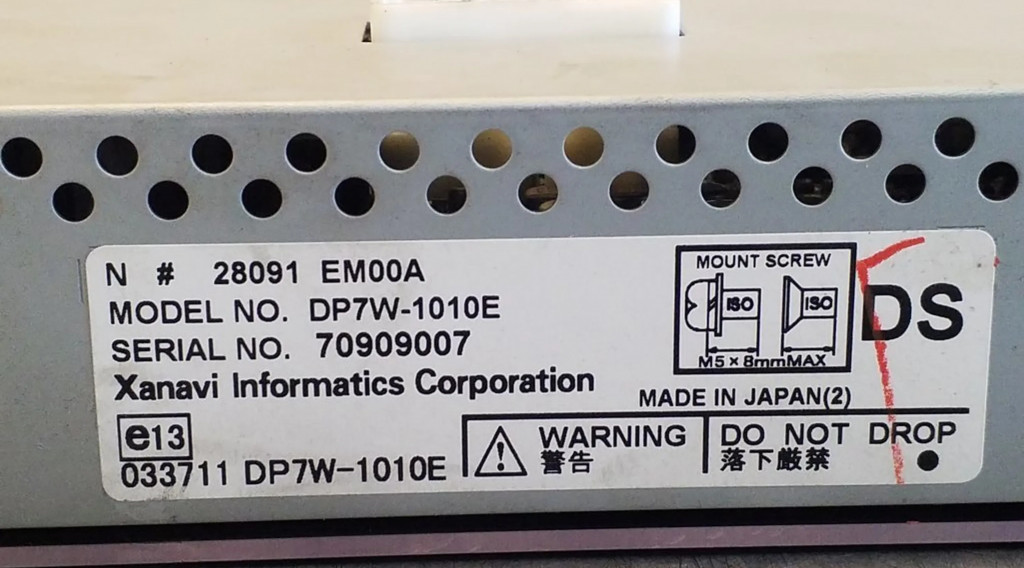 N # 28091 EM00A
MODEL NO. DP7W-1010E
SERIAL NO. 70909007
Xanavi Informatics Corporation
MOUNT SCREW
ISO ISO
M5×8mmMAX
DS
MADE IN JAPAN(2)
e13
033711 DP7W-1010E
WARNING
警告
DO NOT DROP
落下厳禁